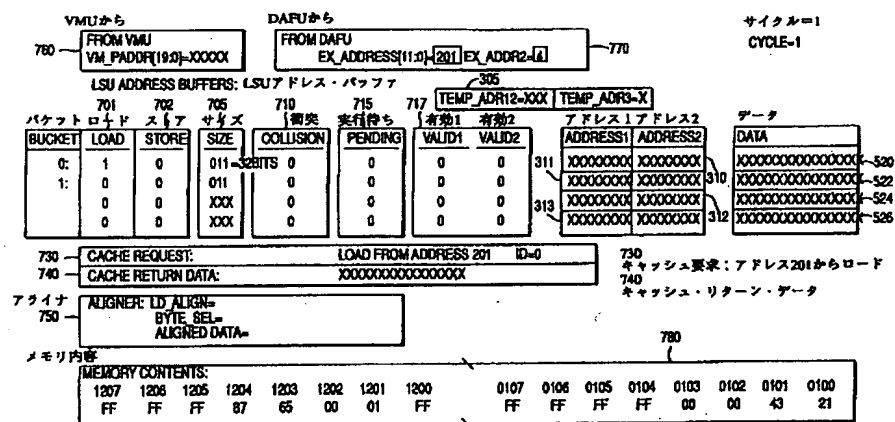 VMUから DAFUから サイクル=1
760 FROM VMU FROM DAFU 770 CYCLE=1
VM_PADDR[19:0]=XXXXX EX_ADDRESS[11:0]=201 EX_ADDR2=4
LSU ADDRESS BUFFERS: LSUアドレス・バッファ 305
TEMP_ADR12=XXX TEMP_ADR3=X
701 702 705 710 715 717
バケット ロード ストア サイズ 衝突 実行待ち 有効1 有効2 アドレス1 アドレス2 データ
BUCKET LOAD STORE SIZE COLLISION PENDING VALID1 VALID2 ADDRESS1 ADDRESS2 DATA
0: 1 0 011=32BITS 0 0 0 0 311 XXXXXXXX XXXXXXXX 310 XXXXXXXXXXXXXXXX 520
1: 0 0 011 0 0 0 0 XXXXXXXX XXXXXXXX XXXXXXXXXXXXXXXX 522
0 0 XXX 0 0 0 0 313 XXXXXXXX XXXXXXXX 312 XXXXXXXXXXXXXXXX 524
0 0 XXX 0 0 0 0 XXXXXXXX XXXXXXXX XXXXXXXXXXXXXXXX 526
730 CACHE REQUEST: LOAD FROM ADDRESS 201 ID=0
740 CACHE RETURN DATA: XXXXXXXXXXXXXXXX
730
キャッシュ要求:アドレス201からロード
740
キャッシュ・リターン・データ
アライナ
750 ALIGNER: LD_ALIGN=
BYTE_SEL=
ALIGNED DATA=
メモリ内容 780
MEMORY CONTENTS:
1207 1206 1205 1204 1203 1202 1201 1200 0107 0106 0105 0104 0103 0102 0101 0100
FF FF FF 87 65 00 01 FF FF FF FF FF 00 00 43 21